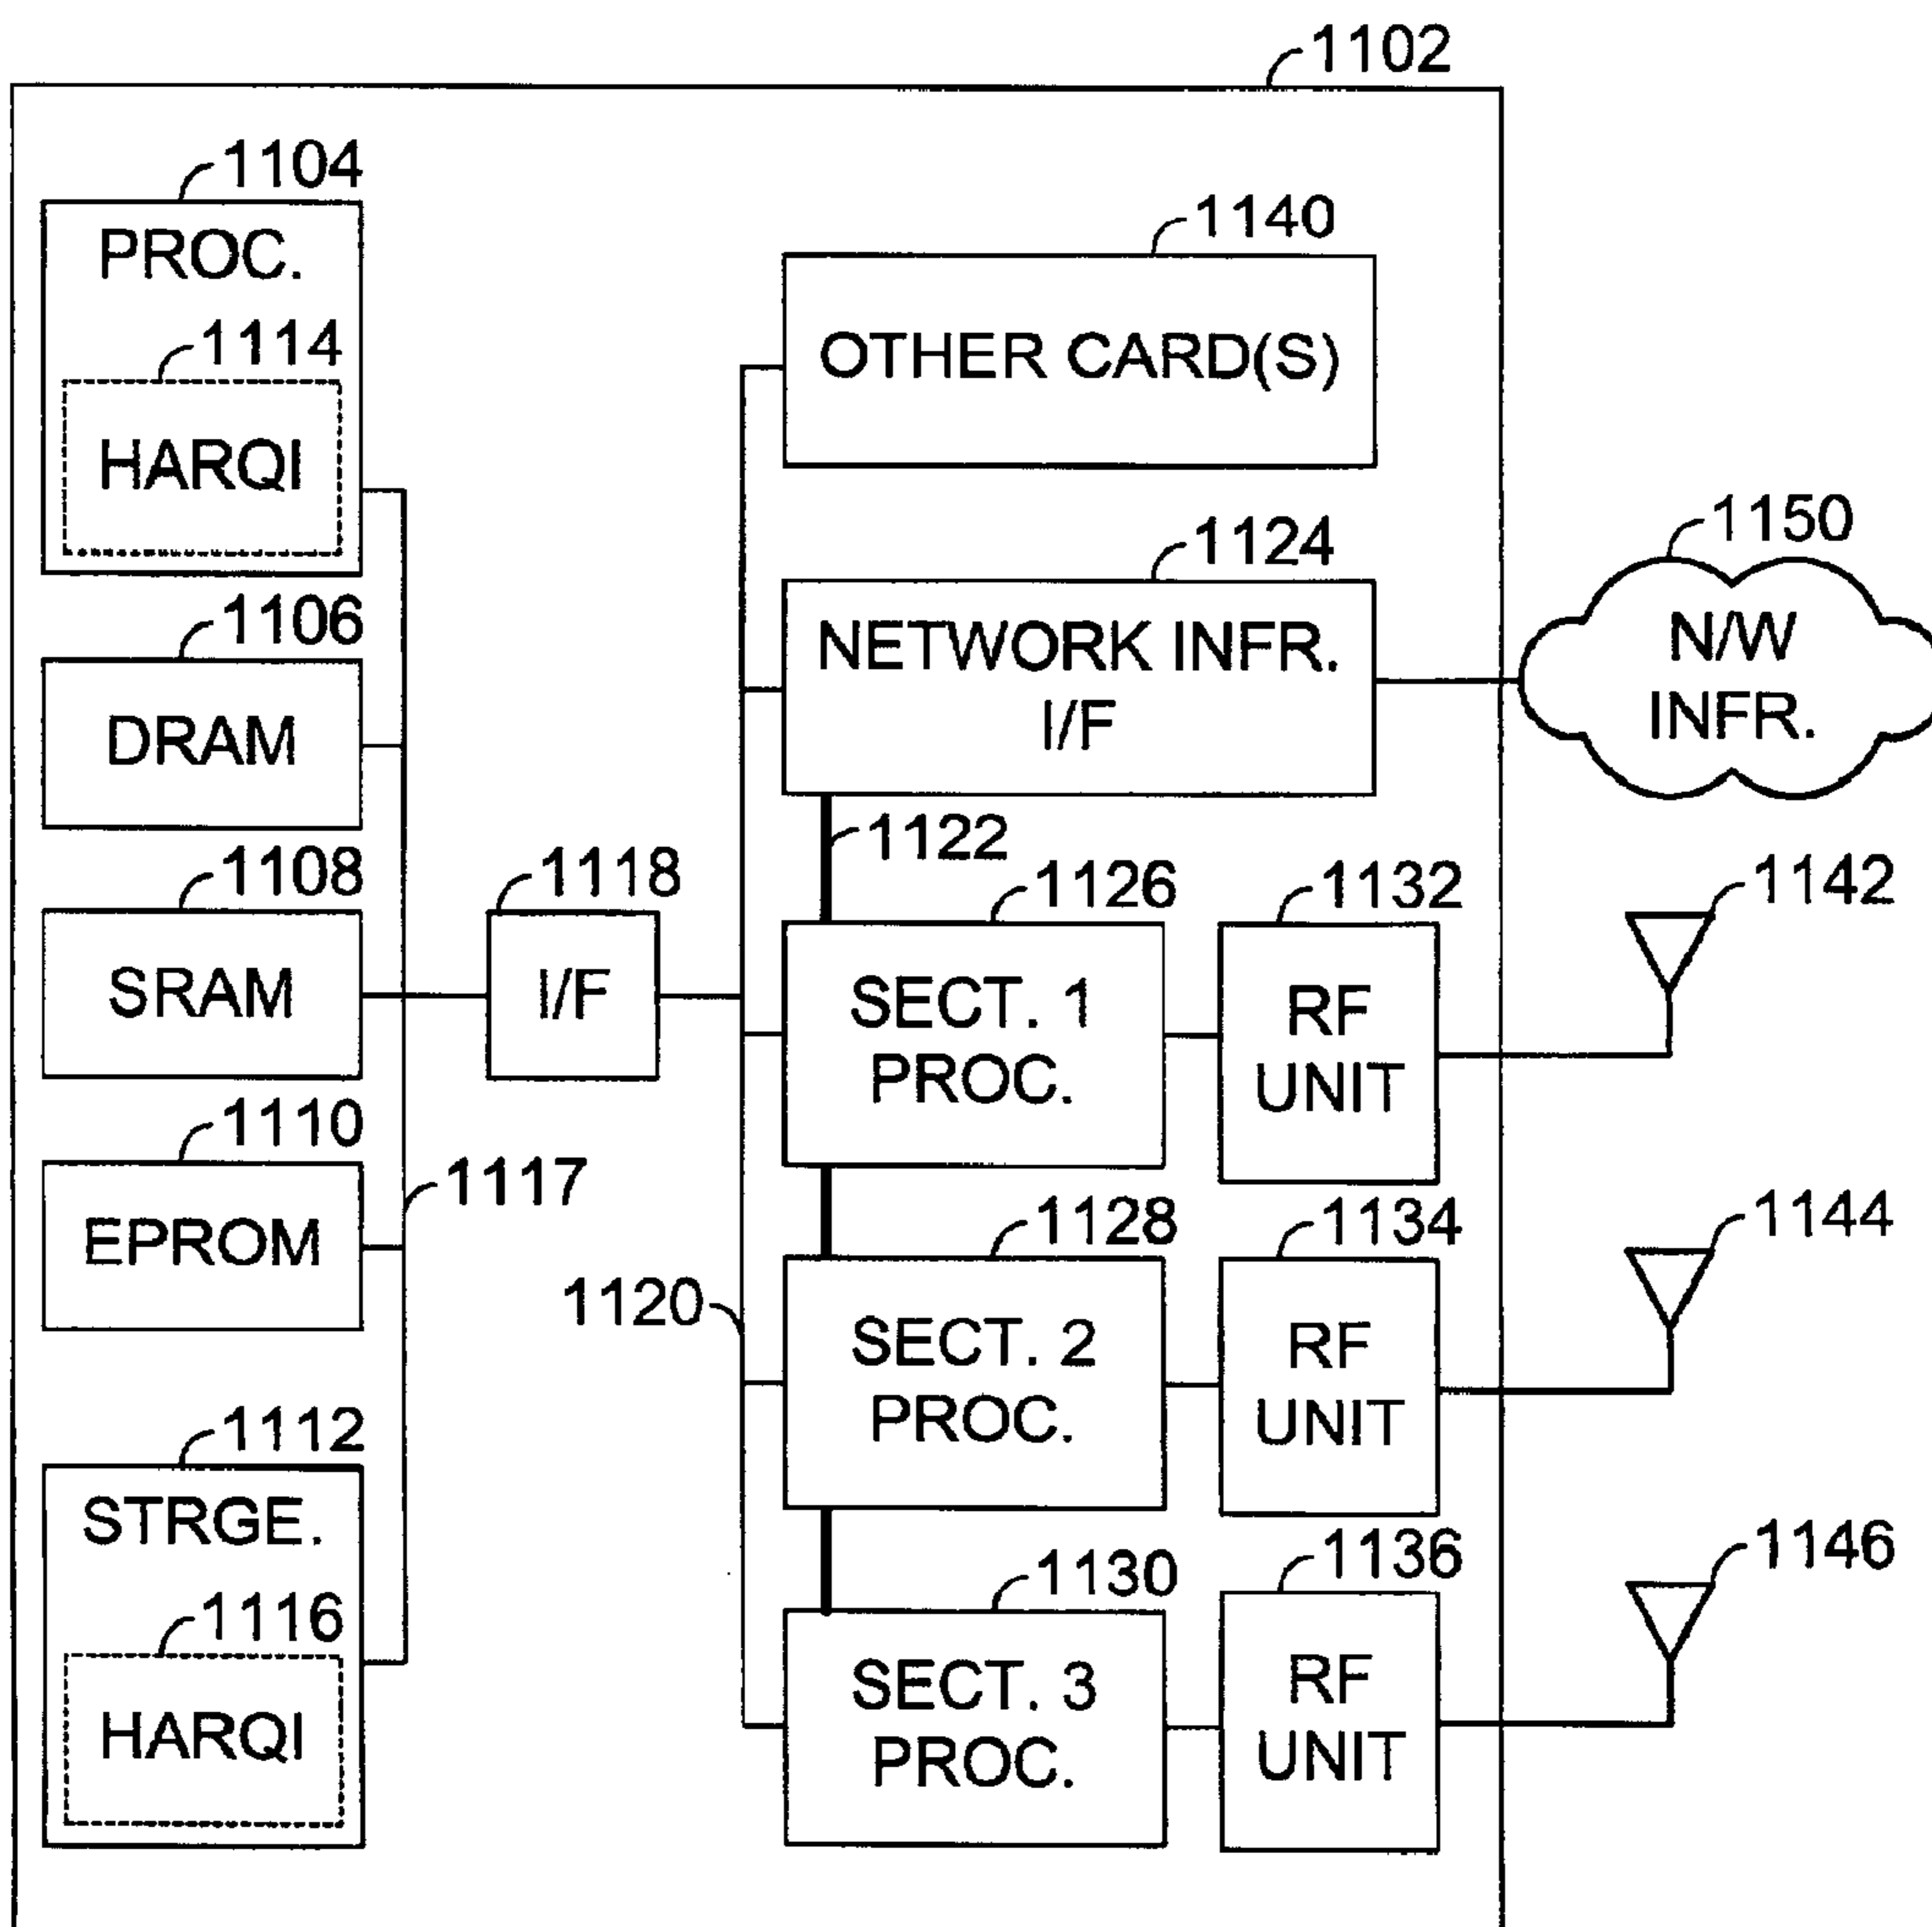 1102
1104
PROC.
1114
HARQI
1106
DRAM
1108
SRAM
1110
EPROM
1117
1112
STRGE.
1116
HARQI
1118
I/F
1120
1140
OTHER CARD(S)
1124
NETWORK INFR.
I/F
1122
1126
SECT. 1
PROC.
1132
RF
UNIT
1128
SECT. 2
PROC.
1134
RF
UNIT
1130
SECT. 3
PROC.
1136
RF
UNIT
1150
N/W
INFR.
1142
1144
1146